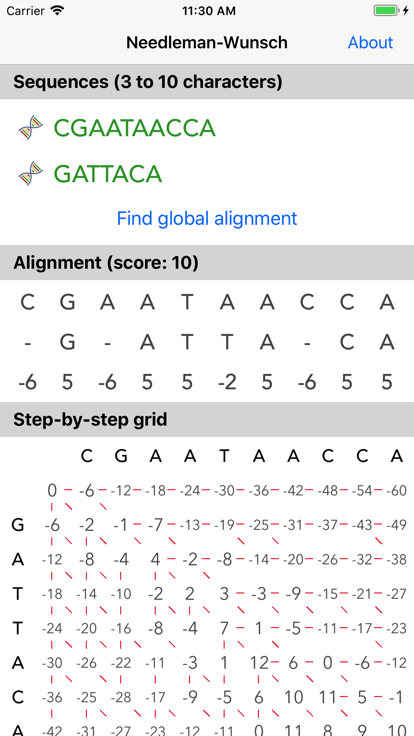 Carrier 11:30 AM
Needleman-Wunsch About
Sequences (3 to 10 characters)
CGAATAACCA
GATTACA
Find global alignment
Alignment (score: 10)
C G A A T A A C C A
- G - A T T A - C A
-6 5 -6 5 5 -2 5 -6 5 5
Step-by-step grid
C G A A T A A C C A
0 -6 -12 -18 -24 -30 -36 -42 -48 -54 -60
G -6 -2 -1 -7 -13 -19 -25 -31 -37 -43 -49
A -12 -8 -4 4 -2 -8 -14 -20 -26 -32 -38
T -18 -14 -10 -2 2 3 -3 -9 -15 -21 -27
T -24 -20 -16 -8 -4 7 1 -5 -11 -17 -23
A -30 -26 -22 -11 -3 1 12 6 0 -6 -12
C -36 -25 -28 -17 -9 -5 6 10 11 5 -1
A -42 -31 -27 -23 -12 -11 0 11 8 9 10